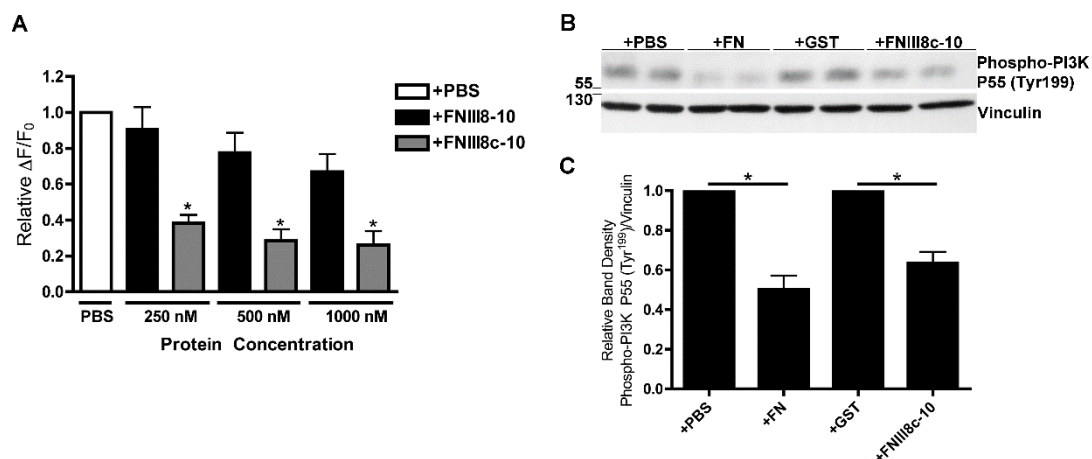 A
Relative ΔF/F₀
1.2
1.0
0.8
0.6
0.4
0.2
0.0
*
*
*
+PBS
+FNIII8-10
+FNIII8c-10
PBS
250 nM
500 nM
1000 nM
Protein Concentration
B
+PBS
+FN
+GST
+FNIII8c-10
55
130
Phospho-PI3K
P55 (Tyr199)
Vinculin
C
Relative Band Density
Phospho-PI3K P55 (Tyr¹⁹⁹)/Vinculin
1.0
0.8
0.6
0.4
0.2
0.0
*
*
+PBS
+FN
+GST
+FNIII8c-10